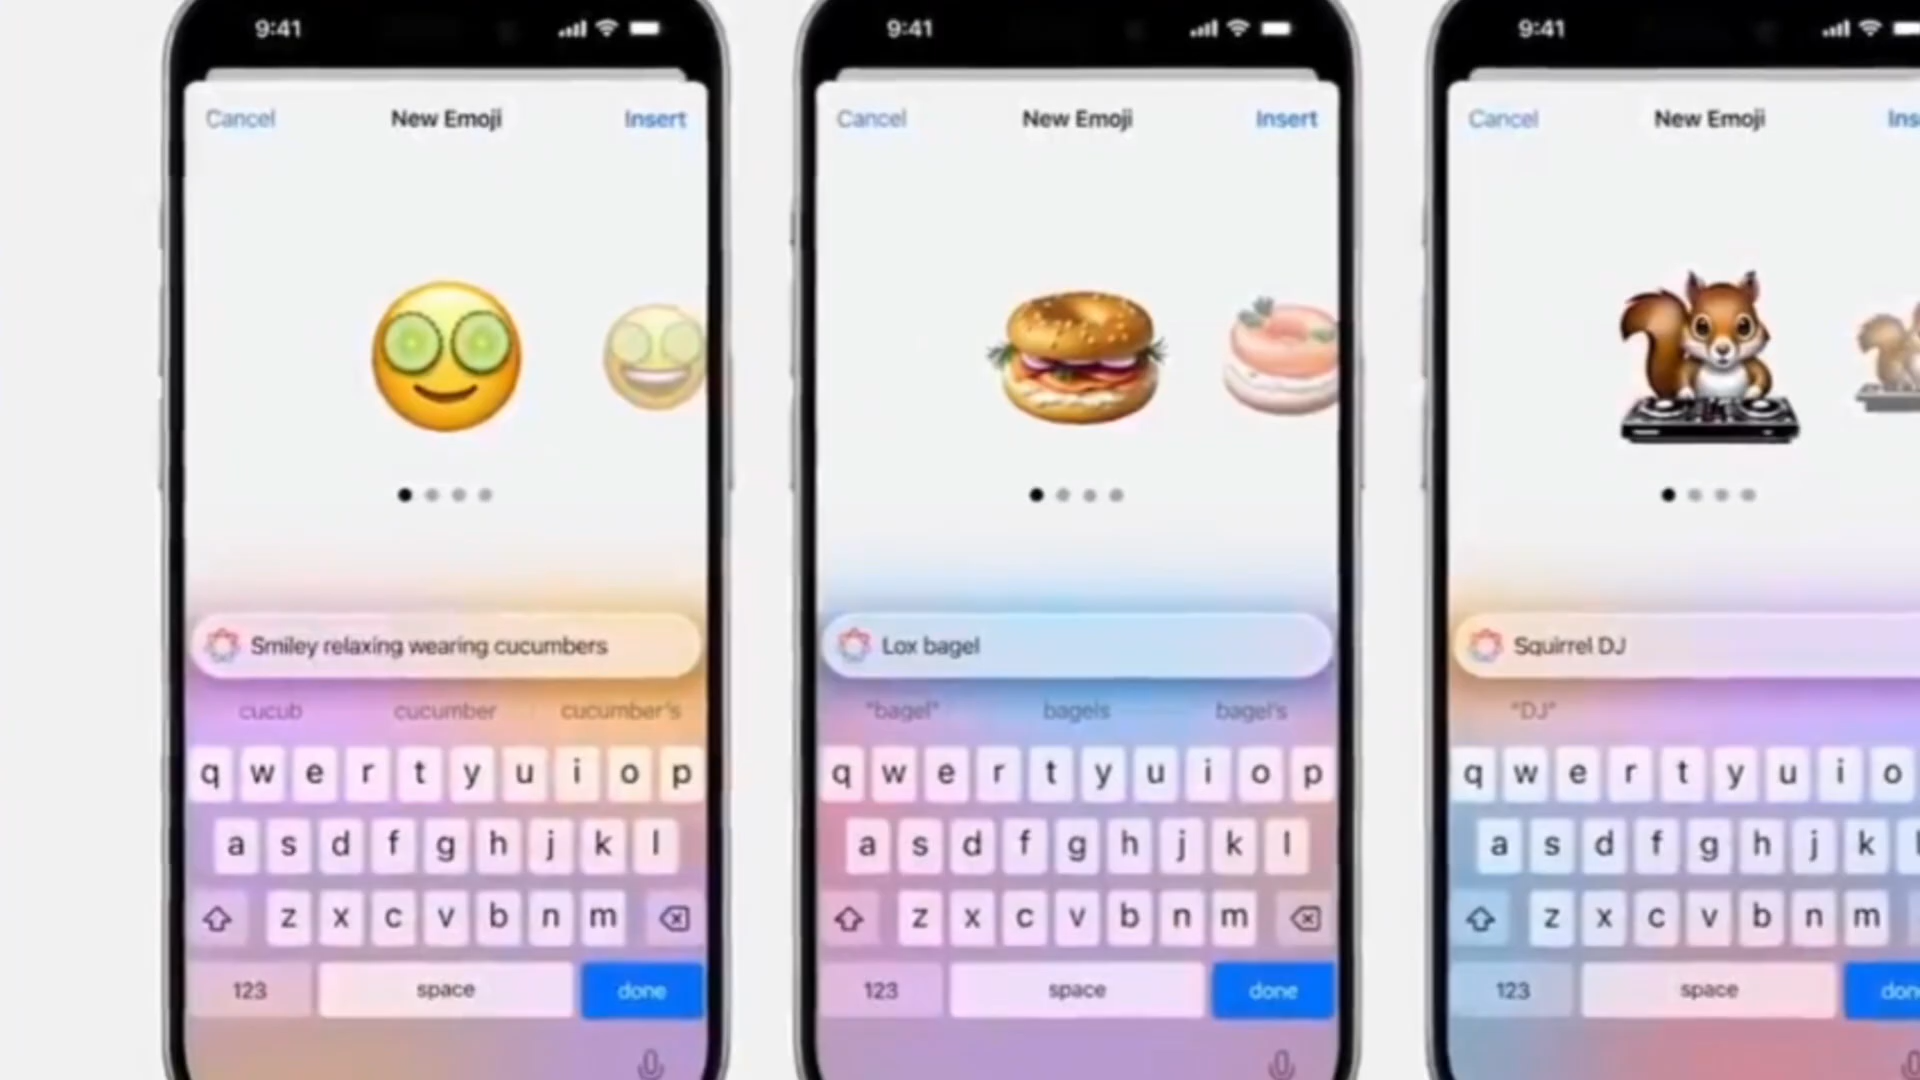 9:41
Cancel New Emoji Insert
Smiley relaxing wearing cucumbers
cucub cucumber cucumber's
q w e r t y u i o p
a s d f g h j k l
z x c v b n m
123 space done
9:41
Cancel New Emoji Insert
Lox bagel
"bagel" bagels bagel's
q w e r t y u i o p
a s d f g h j k l
z x c v b n m
123 space done
9:41
Cancel New Emoji Ins
Squirrel DJ
"DJ"
q w e r t y u i o
a s d f g h j k l
z x c v b n m
123 space don